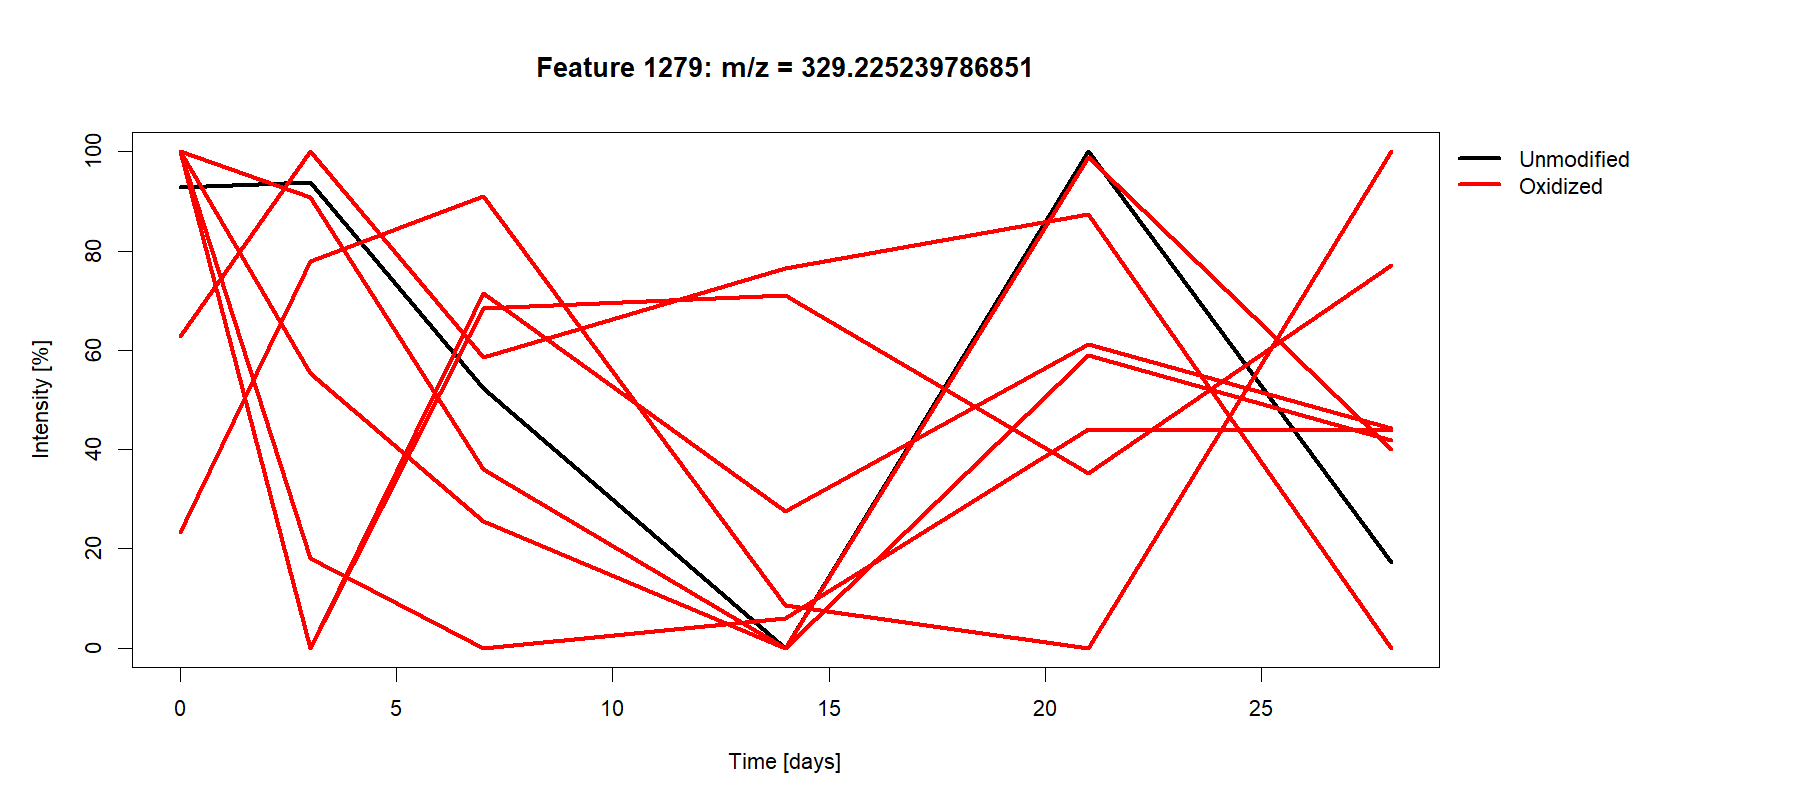 Feature 1279: m/z = 329.225239786851
Unmodified
Oxidized
Intensity [%]
100
80
60
40
20
0
0 5 10 15 20 25
Time [days]